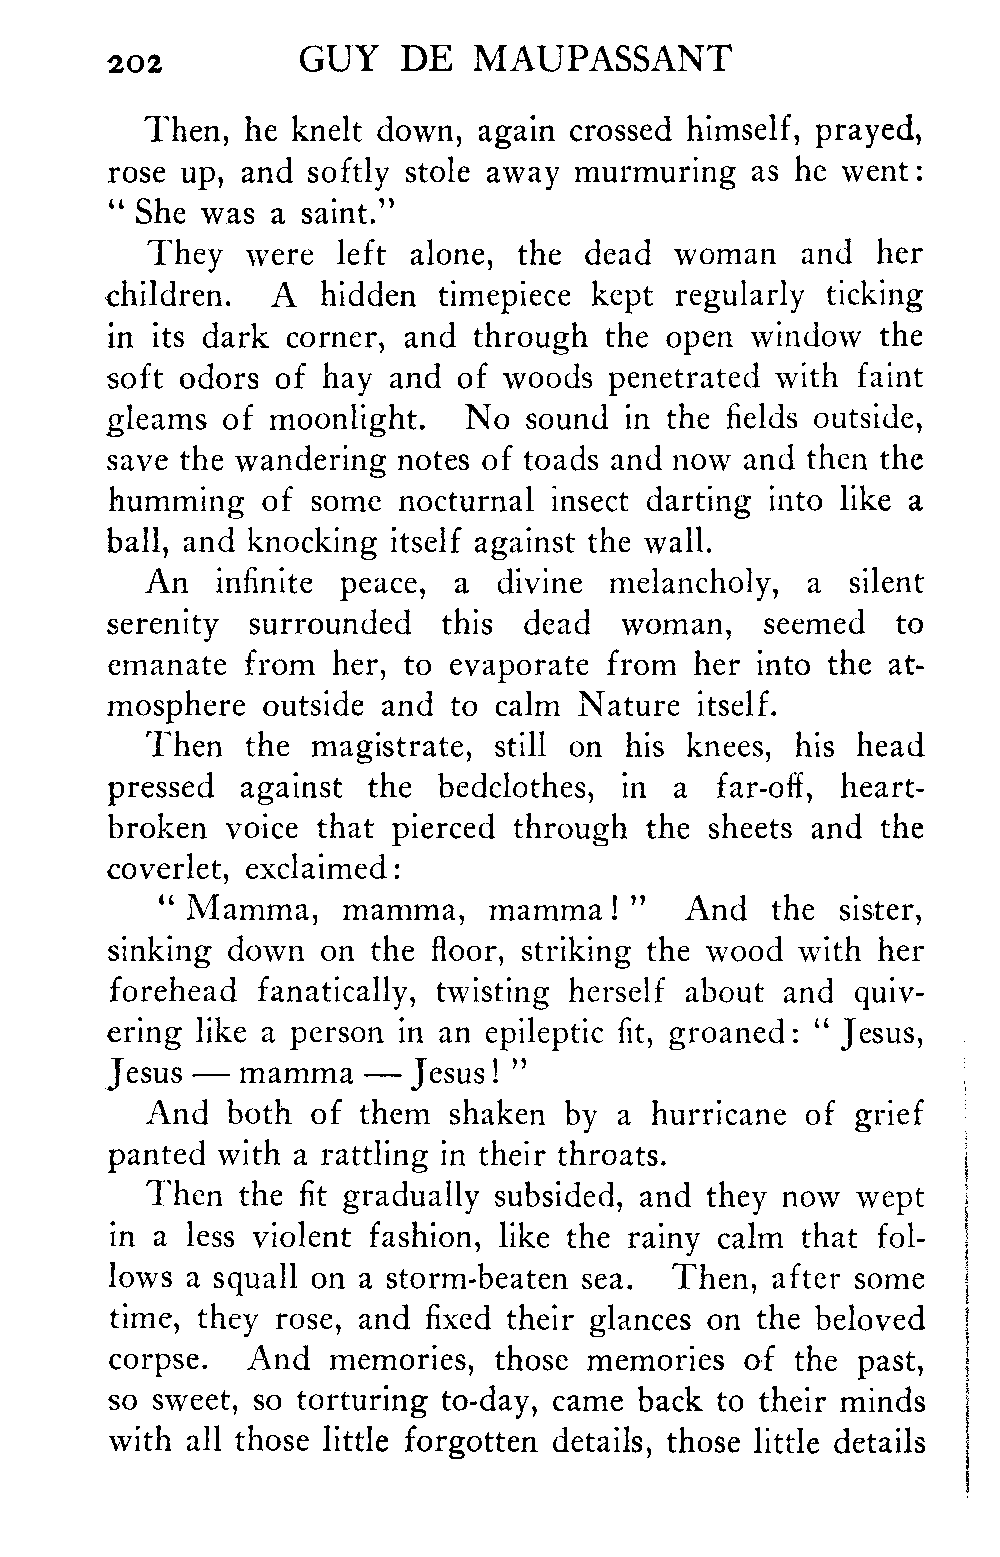 202 GUY DE MAUPASSANT
Then, he knelt down, again crossed himself, prayed,
rose up, and softly stole away murmuring as he went:
“ She was a saint.”
They were left alone, the dead woman and her
children. A hidden timepiece kept regularly ticking
in its dark corner, and through the open window the
soft odors of hay and of woods penetrated with faint
gleams of moonlight. No sound in the fields outside,
save the wandering notes of toads and now and then the
humming of some nocturnal insect darting into like a
ball, and knocking itself against the wall.
An infinite peace, a divine melancholy, a silent
serenity surrounded this dead woman, seemed to
emanate from her, to evaporate from her into the at-
mosphere outside and to calm Nature itself.
Then the magistrate, still on his knees, his head
pressed against the bedclothes, in a far-off, heart-
broken voice that pierced through the sheets and the
coverlet, exclaimed:
“ Mamma, mamma, mamma! ” And the sister,
sinking down on the floor, striking the wood with her
forehead fanatically, twisting herself about and quiv-
ering like a person in an epileptic fit, groaned: “ Jesus,
Jesus — mamma — Jesus! ”
And both of them shaken by a hurricane of grief
panted with a rattling in their throats.
Then the fit gradually subsided, and they now wept
in a less violent fashion, like the rainy calm that fol-
lows a squall on a storm-beaten sea. Then, after some
time, they rose, and fixed their glances on the beloved
corpse. And memories, those memories of the past,
so sweet, so torturing to-day, came back to their minds
with all those little forgotten details, those little details